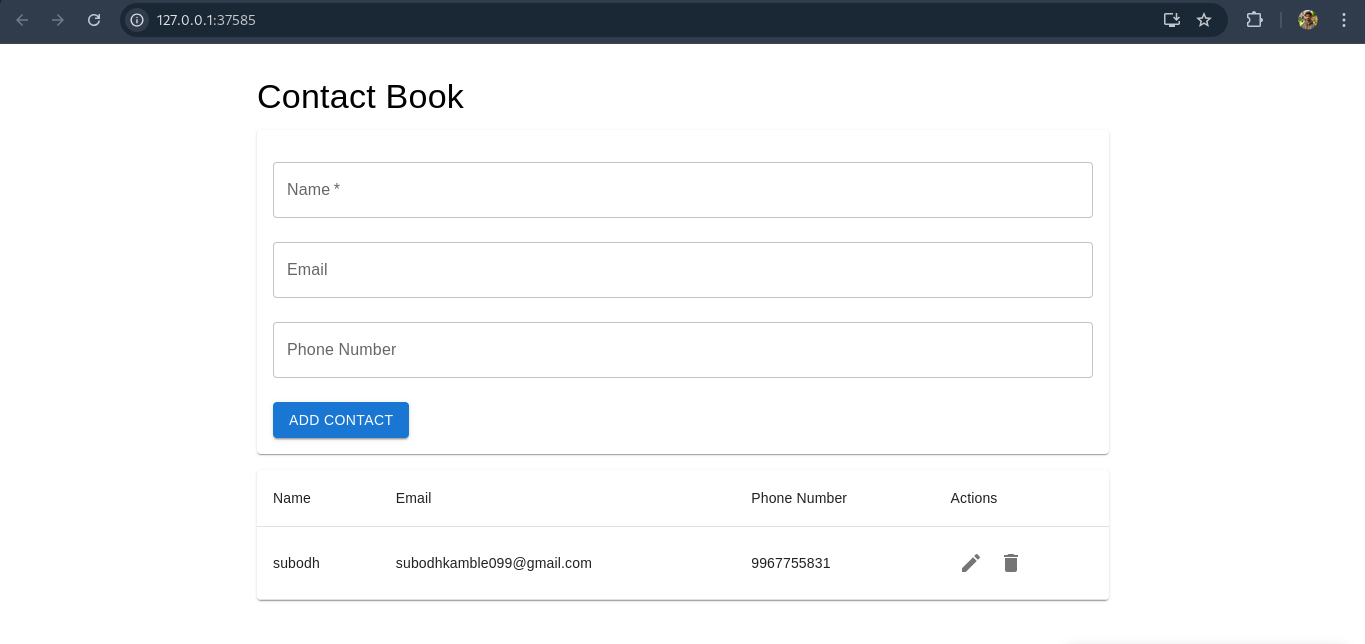 127.0.0.1:37585
Contact Book
Name *
Email
Phone Number
ADD CONTACT
Name Email Phone Number Actions
subodh subodhkamble099@gmail.com 9967755831